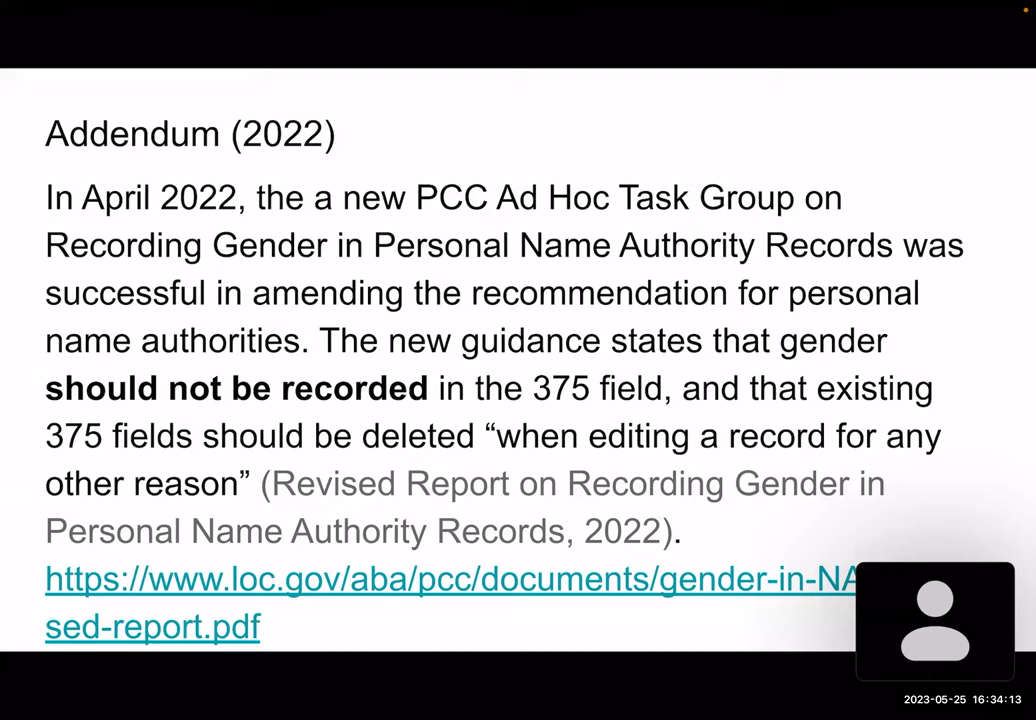 Addendum (2022)
In April 2022, the a new PCC Ad Hoc Task Group on
Recording Gender in Personal Name Authority Records was
successful in amending the recommendation for personal
name authorities. The new guidance states that gender
should not be recorded in the 375 field, and that existing
375 fields should be deleted “when editing a record for any
other reason” (Revised Report on Recording Gender in
Personal Name Authority Records, 2022).
https://www.loc.gov/aba/pcc/documents/gender-in-NA
sed-report.pdf
2023-05-25 16:34:13